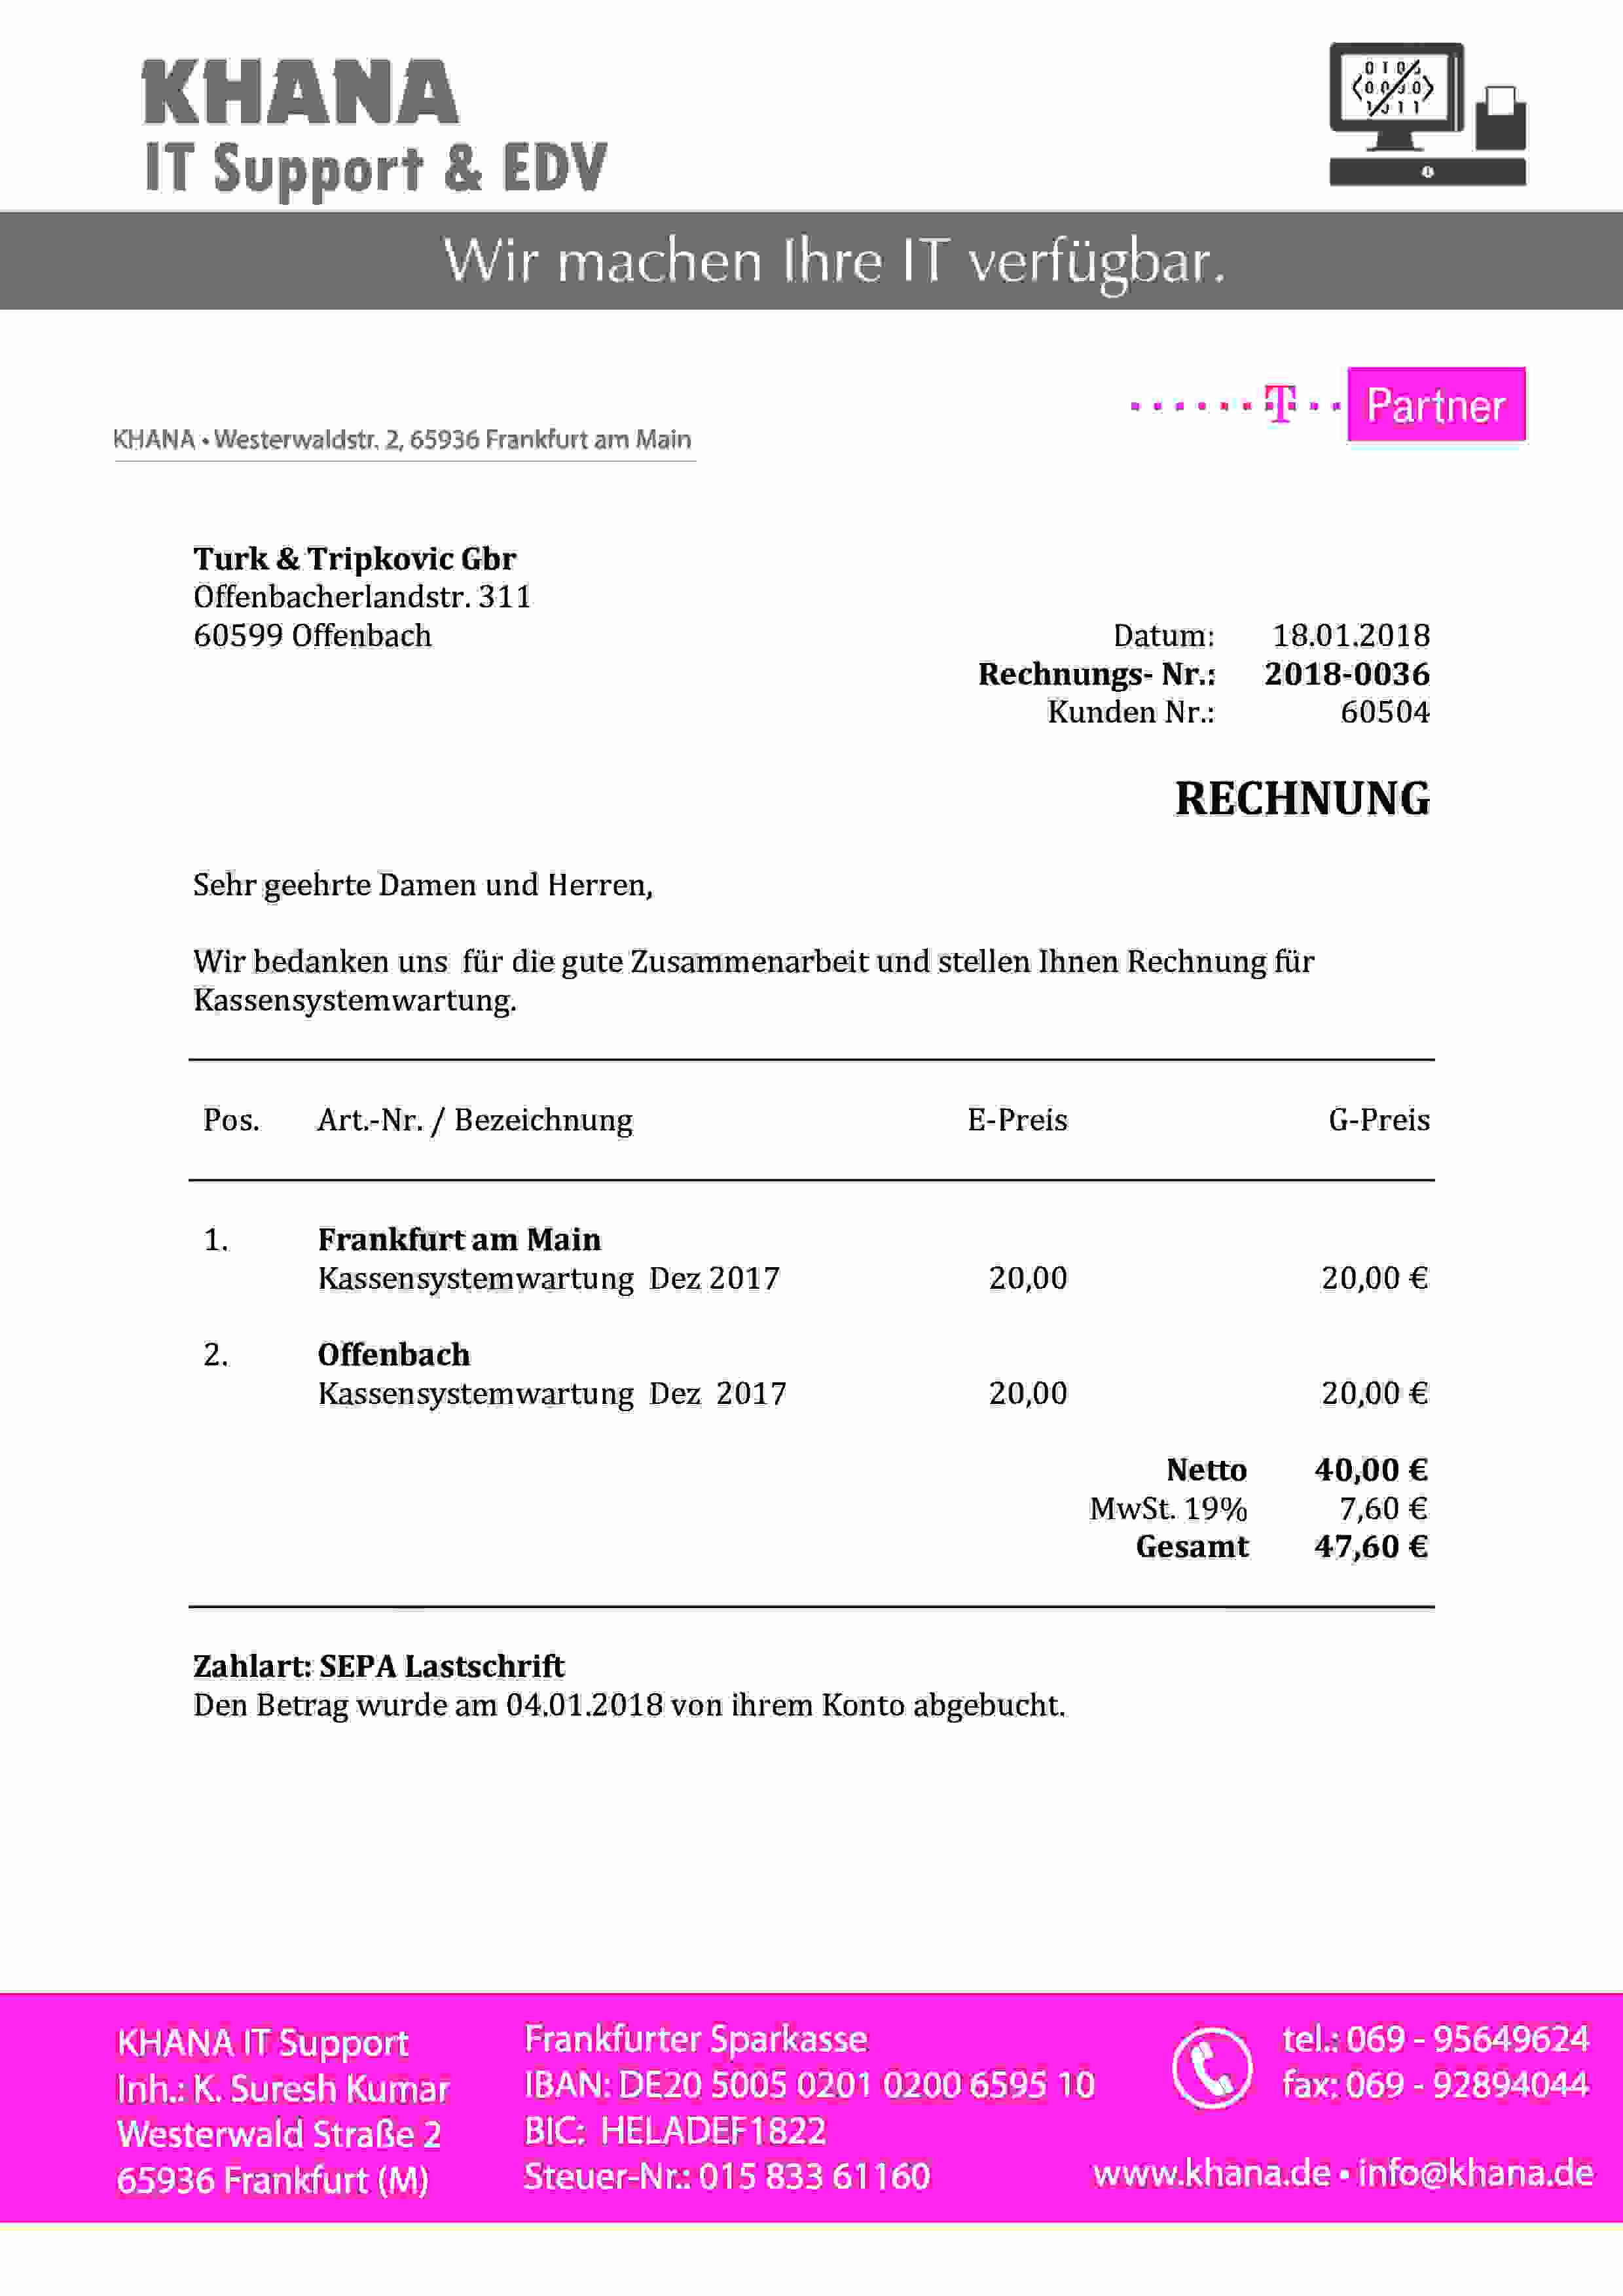 KHANA
IT Support & EDV
Wir machen Ihre IT verfügbar.
T Partner
KHANA • Westerwaldstr. 2, 65936 Frankfurt am Main
Turk & Tripkovic Gbr
Offenbacherlandstr. 311
60599 Offenbach
Datum: 18.01.2018
Rechnungs- Nr.: 2018-0036
Kunden Nr.: 60504
RECHNUNG
Sehr geehrte Damen und Herren,
Wir bedanken uns für die gute Zusammenarbeit und stellen Ihnen Rechnung für
Kassensystemwartung.
Pos. Art.-Nr. / Bezeichnung E-Preis G-Preis
1. Frankfurt am Main
Kassensystemwartung Dez 2017 20,00 20,00 €
2. Offenbach
Kassensystemwartung Dez 2017 20,00 20,00 €
Netto 40,00 €
MwSt. 19% 7,60 €
Gesamt 47,60 €
Zahlart: SEPA Lastschrift
Den Betrag wurde am 04.01.2018 von ihrem Konto abgebucht.
KHANA IT Support
Inh.: K. Suresh Kumar
Westerwald Straße 2
65936 Frankfurt (M)
Frankfurter Sparkasse
IBAN: DE20 5005 0201 0200 6595 10
BIC: HELADEF1822
Steuer-Nr.: 015 833 61160
tel.: 069 - 95649624
fax: 069 - 92894044
www.khana.de • info@khana.de